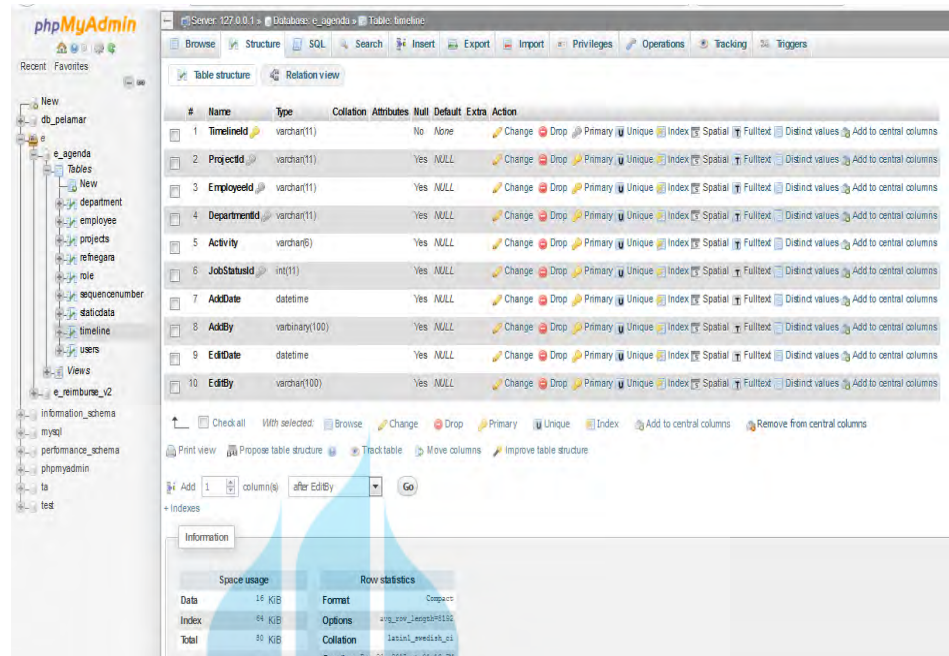 phpMyAdmin
Recent Favorites
New
db_pelamar
e
e_agenda
Tables
New
department
employee
projects
refnegara
role
sequencenumber
staticdata
timeline
users
Views
e_reimburse_v2
information_schema
mysql
performance_schema
phpmyadmin
ta
test
Server: 127.0.0.1 » Database: e_agenda » Table: timeline
Browse Structure SQL Search Insert Export Import Privileges Operations Tracking Triggers
Table structure Relation view
# Name Type Collation Attributes Null Default Extra Action
1 TimelineId varchar(11) No None Change Drop Primary Unique Index Spatial Fulltext Distinct values Add to central columns
2 ProjectId varchar(11) Yes NULL Change Drop Primary Unique Index Spatial Fulltext Distinct values Add to central columns
3 EmployeeId varchar(11) Yes NULL Change Drop Primary Unique Index Spatial Fulltext Distinct values Add to central columns
4 DepartmentId varchar(11) Yes NULL Change Drop Primary Unique Index Spatial Fulltext Distinct values Add to central columns
5 Activity varchar(6) Yes NULL Change Drop Primary Unique Index Spatial Fulltext Distinct values Add to central columns
6 JobStatusId int(11) Yes NULL Change Drop Primary Unique Index Spatial Fulltext Distinct values Add to central columns
7 AddDate datetime Yes NULL Change Drop Primary Unique Index Spatial Fulltext Distinct values Add to central columns
8 AddBy varbinary(100) Yes NULL Change Drop Primary Unique Index Spatial Fulltext Distinct values Add to central columns
9 EditDate datetime Yes NULL Change Drop Primary Unique Index Spatial Fulltext Distinct values Add to central columns
10 EditBy varchar(100) Yes NULL Change Drop Primary Unique Index Spatial Fulltext Distinct values Add to central columns
Check all With selected: Browse Change Drop Primary Unique Index Add to central columns Remove from central columns
Print view Propose table structure Track table Move columns Improve table structure
Add 1 column(s) after EditBy Go
+ Indexes
Information
Space usage
Data 16 KiB
Index 64 KiB
Total 80 KiB
Row statistics
Format Compact
Options avg_row_length=8192
Collation latin1_swedish_ci